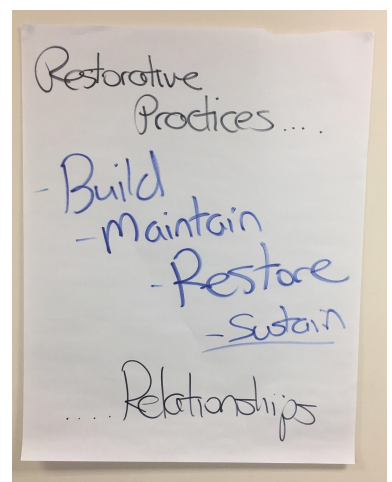 Restorative
Practices....
- Build
- Maintain
- Restore
- Sustain
.... Relationships